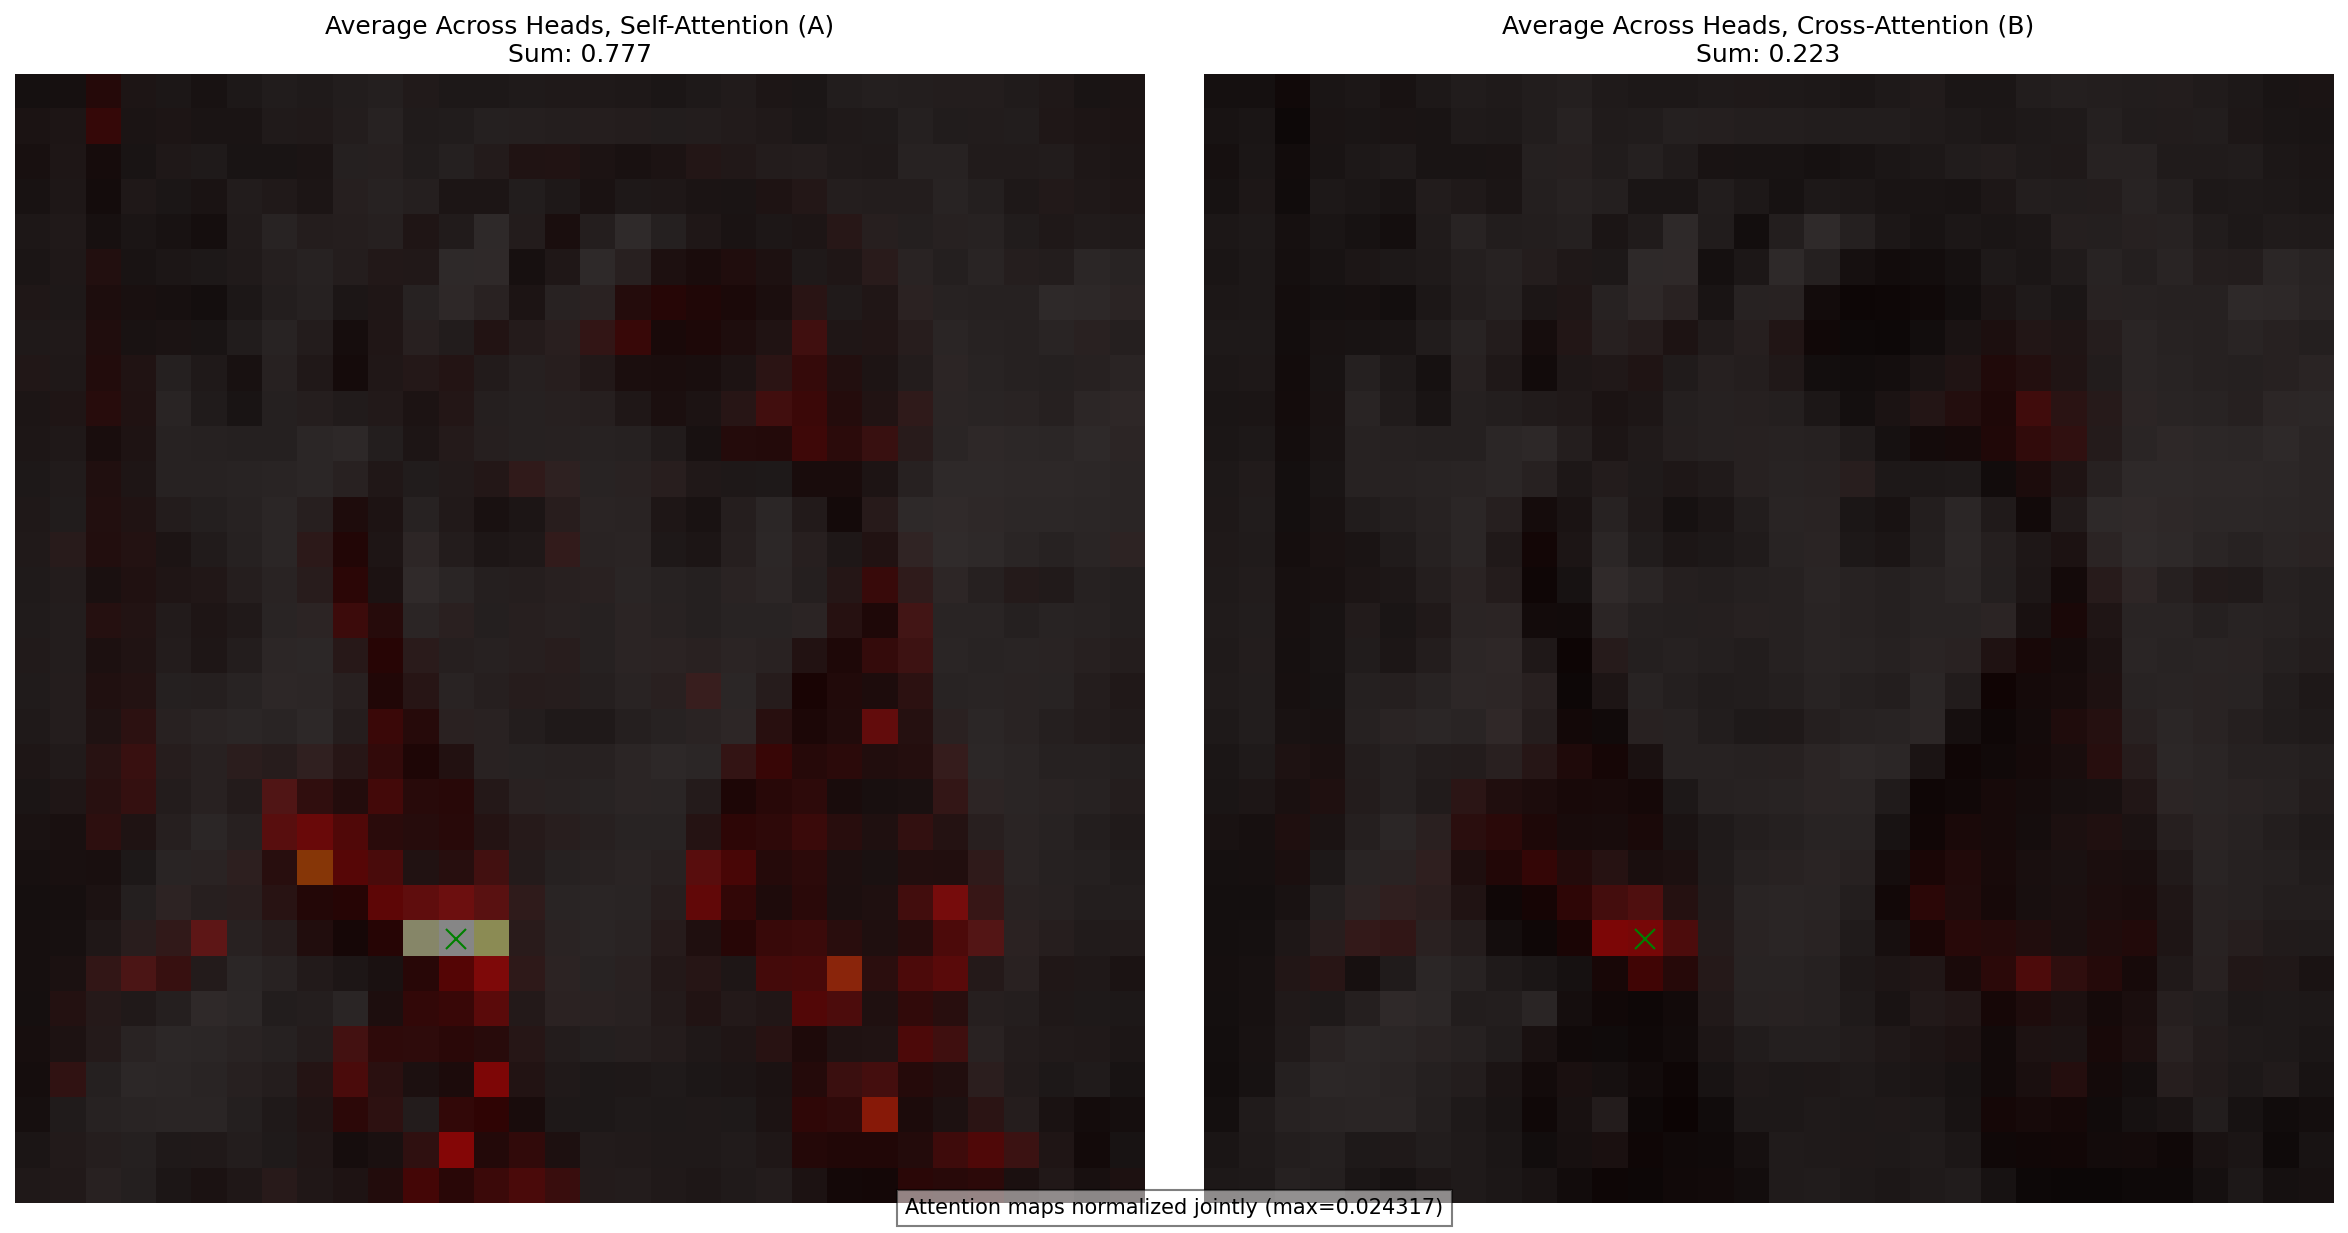 Average Across Heads, Self-Attention (A)
Sum: 0.777
Average Across Heads, Cross-Attention (B)
Sum: 0.223
Attention maps normalized jointly (max=0.024317)